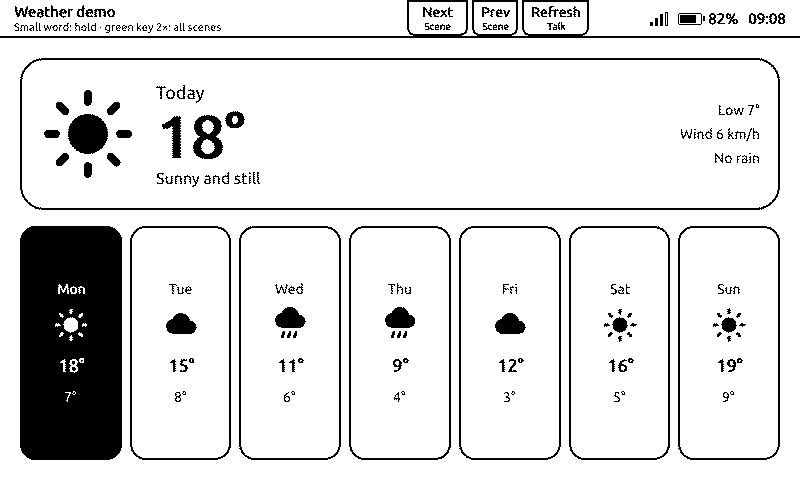 Weather demo
Small word: hold · green key 2×: all scenes
Next
Scene
Prev
Scene
Refresh
Talk
82% 09:08
Today
18°
Sunny and still
Low 7°
Wind 6 km/h
No rain
Mon Tue Wed Thu Fri Sat Sun
18° 15° 11° 9° 12° 16° 19°
7° 8° 6° 4° 3° 5° 9°